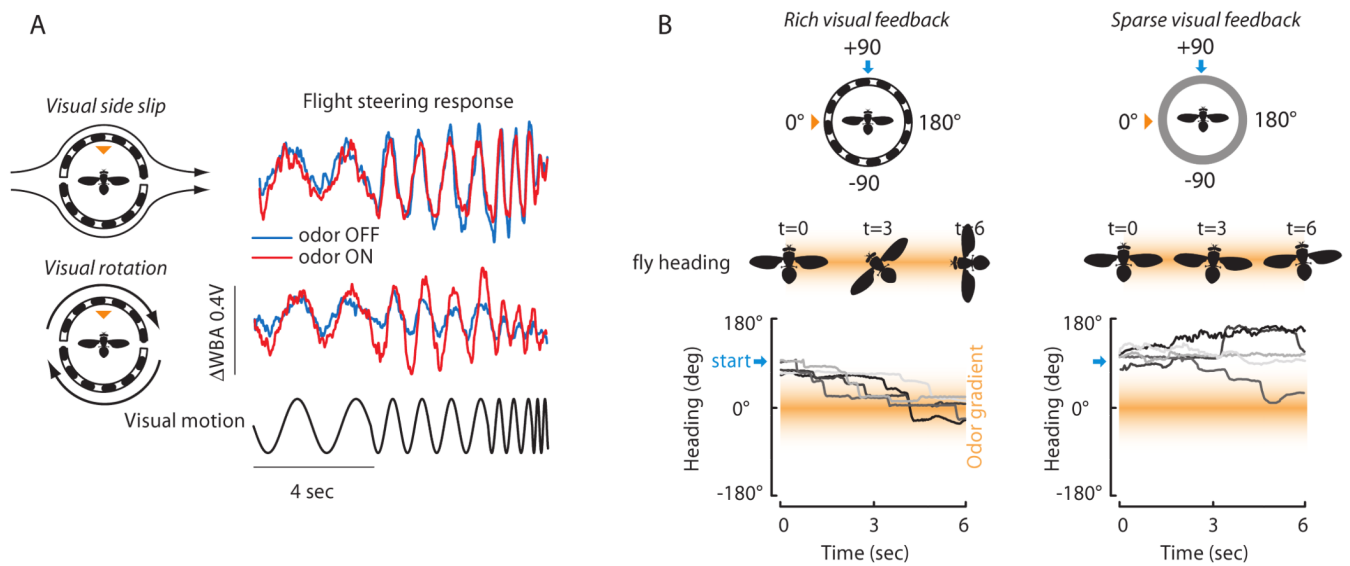 A
Visual side slip
Flight steering response
odor OFF
odor ON
Visual rotation
ΔWBA 0.4V
Visual motion
4 sec
B
Rich visual feedback
+90
0°
180°
-90
Sparse visual feedback
+90
0°
180°
-90
fly heading
t=0
t=3
t=6
t=0
t=3
t=6
Heading (deg)
180°
start
0°
-180°
Odor gradient
0
3
6
Time (sec)
Heading (deg)
180°
0°
-180°
0
3
6
Time (sec)